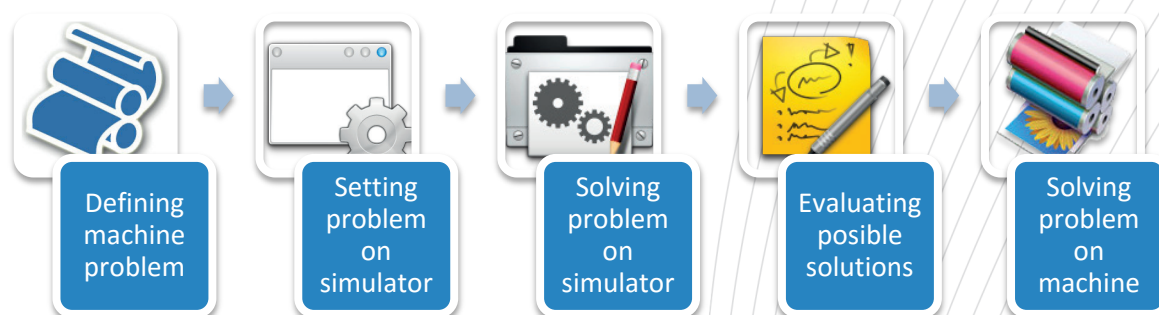 Defining
machine
problem
Setting
problem
on
simulator
Solving
problem
on
simulator
Evaluating
posible
solutions
Solving
problem
on
machine